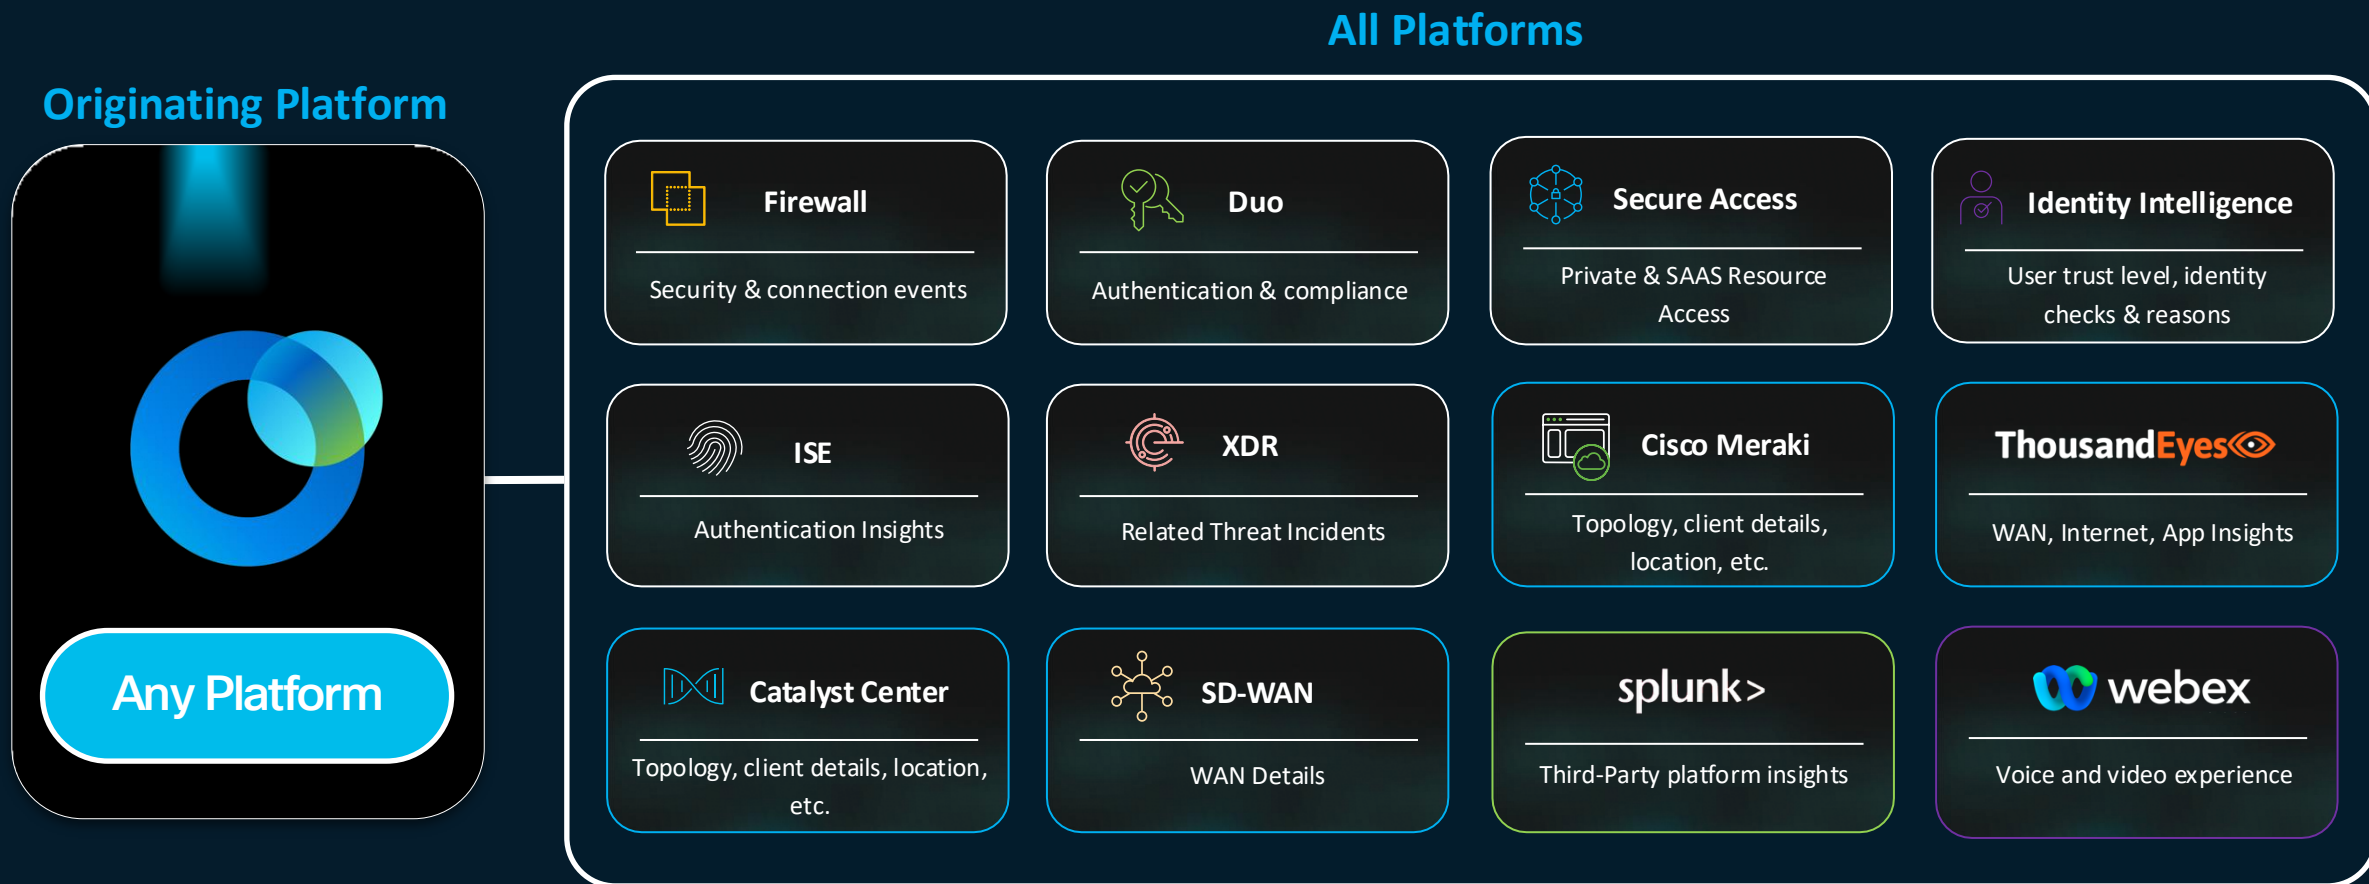 All Platforms
Originating Platform
Any Platform
Firewall
Security & connection events
Duo
Authentication & compliance
Secure Access
Private & SAAS Resource
Access
Identity Intelligence
User trust level, identity
checks & reasons
ISE
Authentication Insights
XDR
Related Threat Incidents
Cisco Meraki
Topology, client details,
location, etc.
ThousandEyes
WAN, Internet, App Insights
Catalyst Center
Topology, client details, location,
etc.
SD-WAN
WAN Details
splunk>
Third-Party platform insights
webex
Voice and video experience